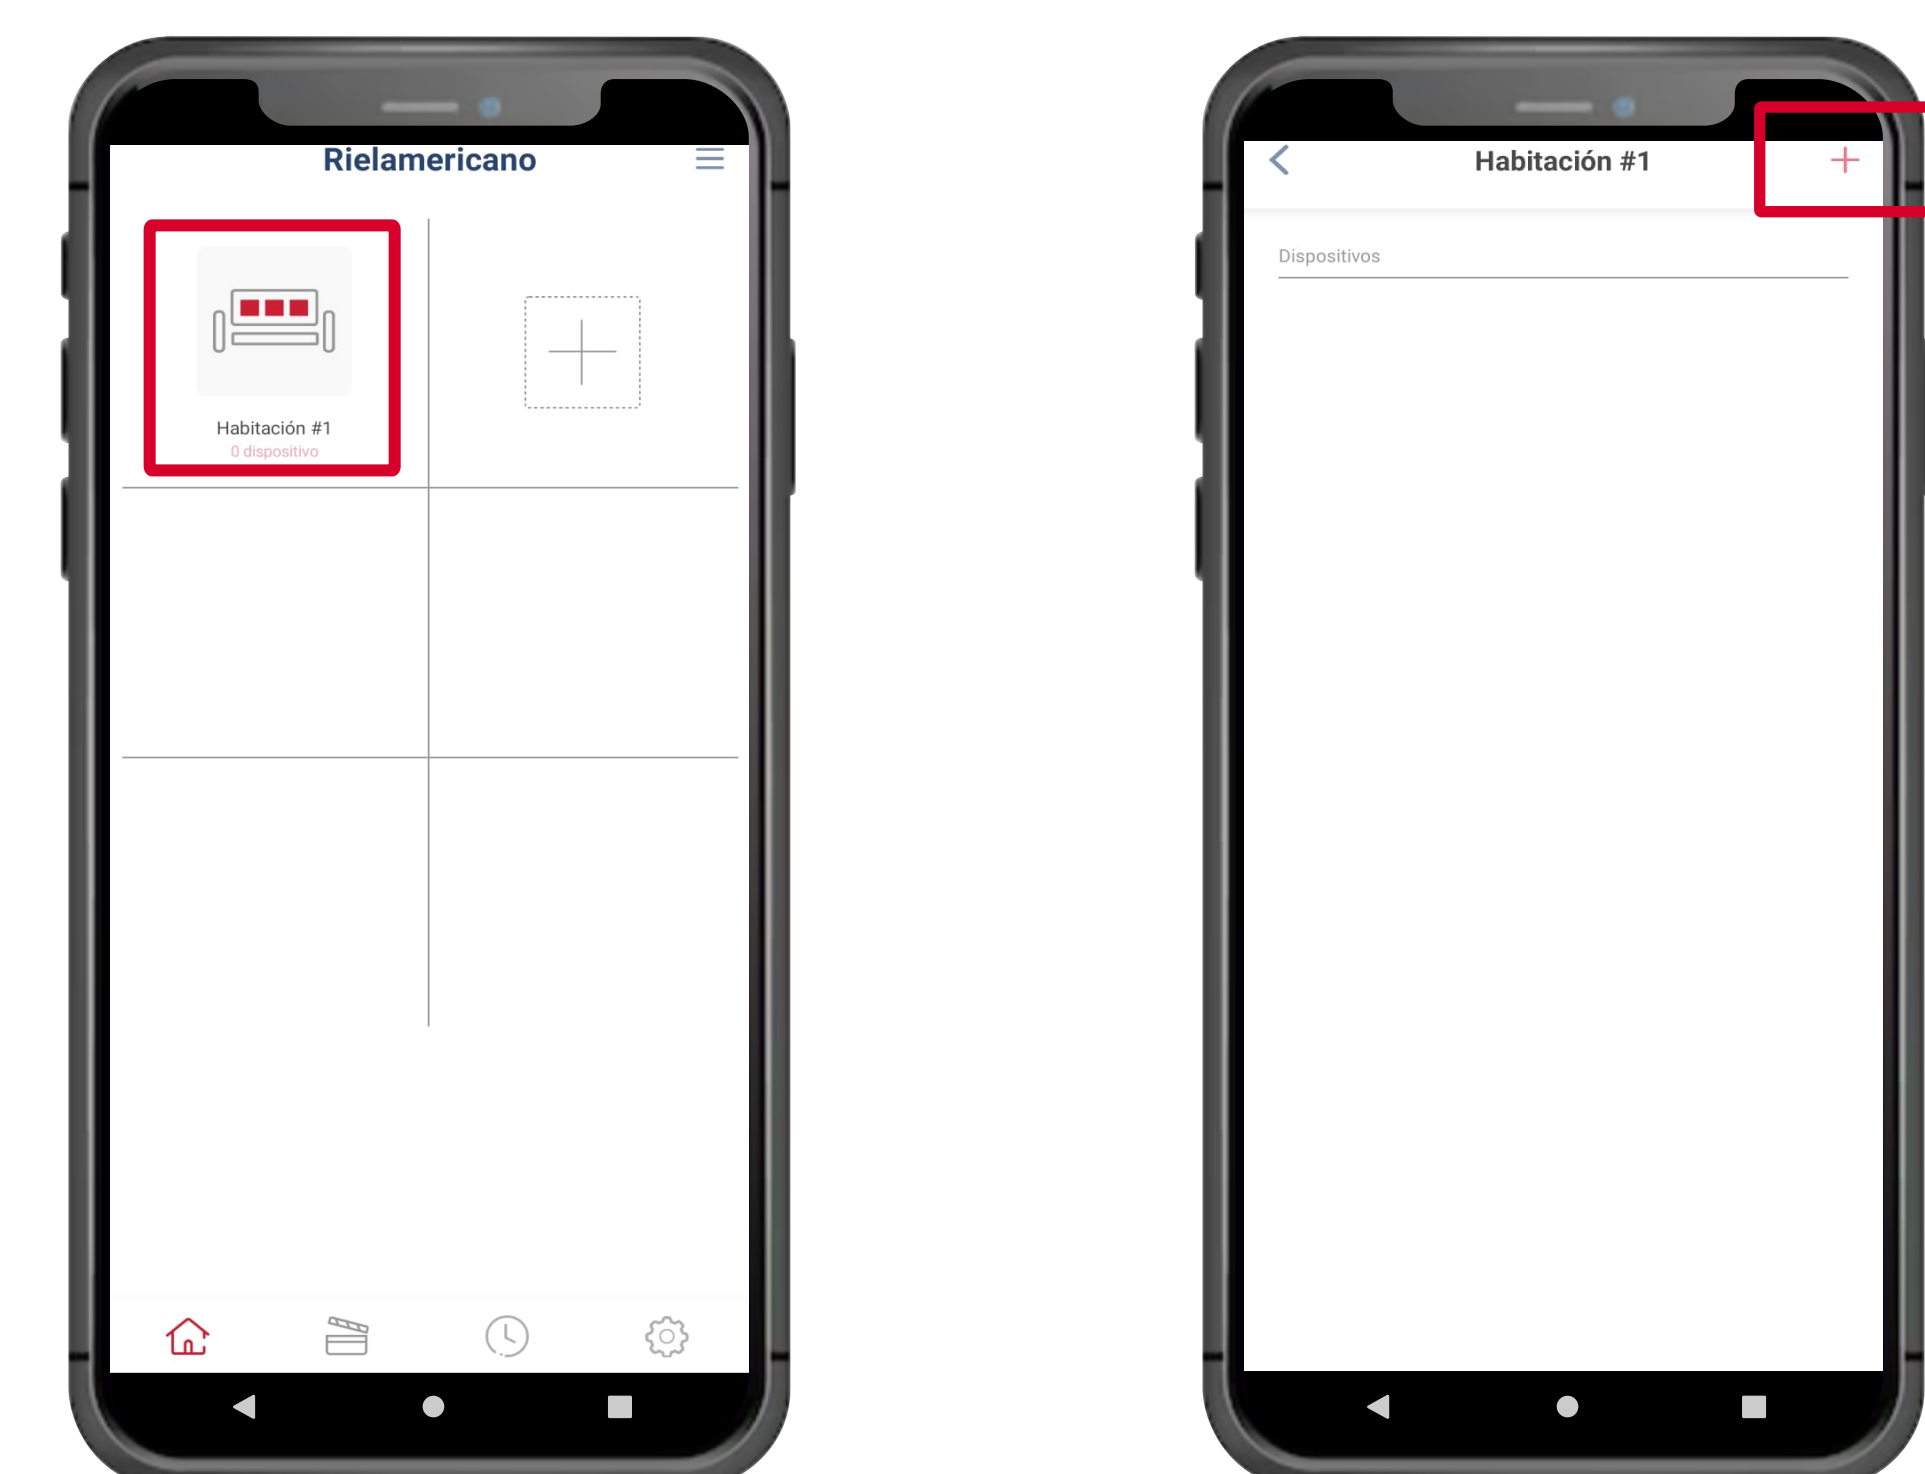 Rielamericano
Habitación #1
0 dispositivo
Habitación #1
Dispositivos